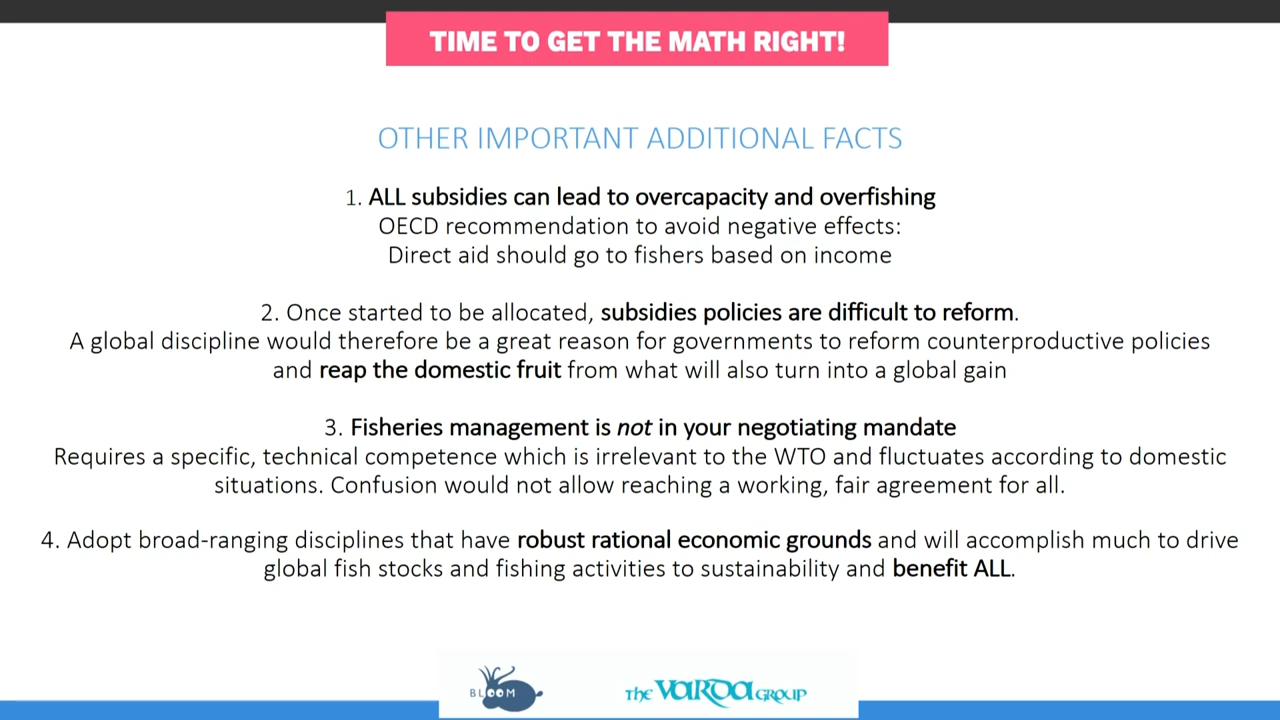 TIME TO GET THE MATH RIGHT!
OTHER IMPORTANT ADDITIONAL FACTS
1. ALL subsidies can lead to overcapacity and overfishing
OECD recommendation to avoid negative effects:
Direct aid should go to fishers based on income
2. Once started to be allocated, subsidies policies are difficult to reform.
A global discipline would therefore be a great reason for governments to reform counterproductive policies
and reap the domestic fruit from what will also turn into a global gain
3. Fisheries management is not in your negotiating mandate
Requires a specific, technical competence which is irrelevant to the WTO and fluctuates according to domestic
situations. Confusion would not allow reaching a working, fair agreement for all.
4. Adopt broad-ranging disciplines that have robust rational economic grounds and will accomplish much to drive
global fish stocks and fishing activities to sustainability and benefit ALL.
BLOOM
THE VARDA GROUP